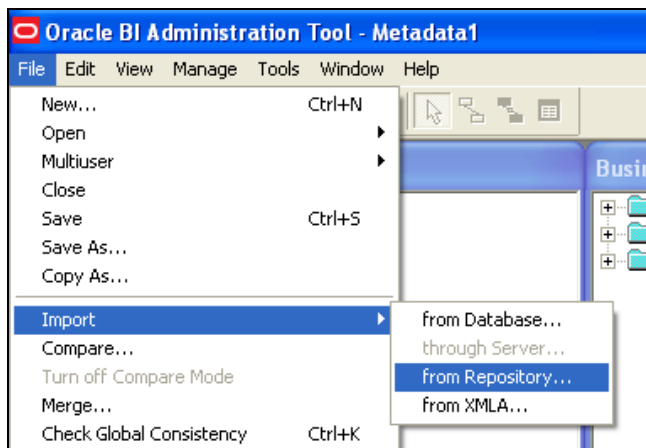 Oracle BI Administration Tool - Metadata1
File Edit View Manage Tools Window Help
New... Ctrl+N
Open
Multiuser
Close
Save Ctrl+S
Save As...
Copy As...
Import
Compare...
Turn off Compare Mode
Merge...
Check Global Consistency Ctrl+K
from Database...
through Server...
from Repository...
from XMLA...
Busin